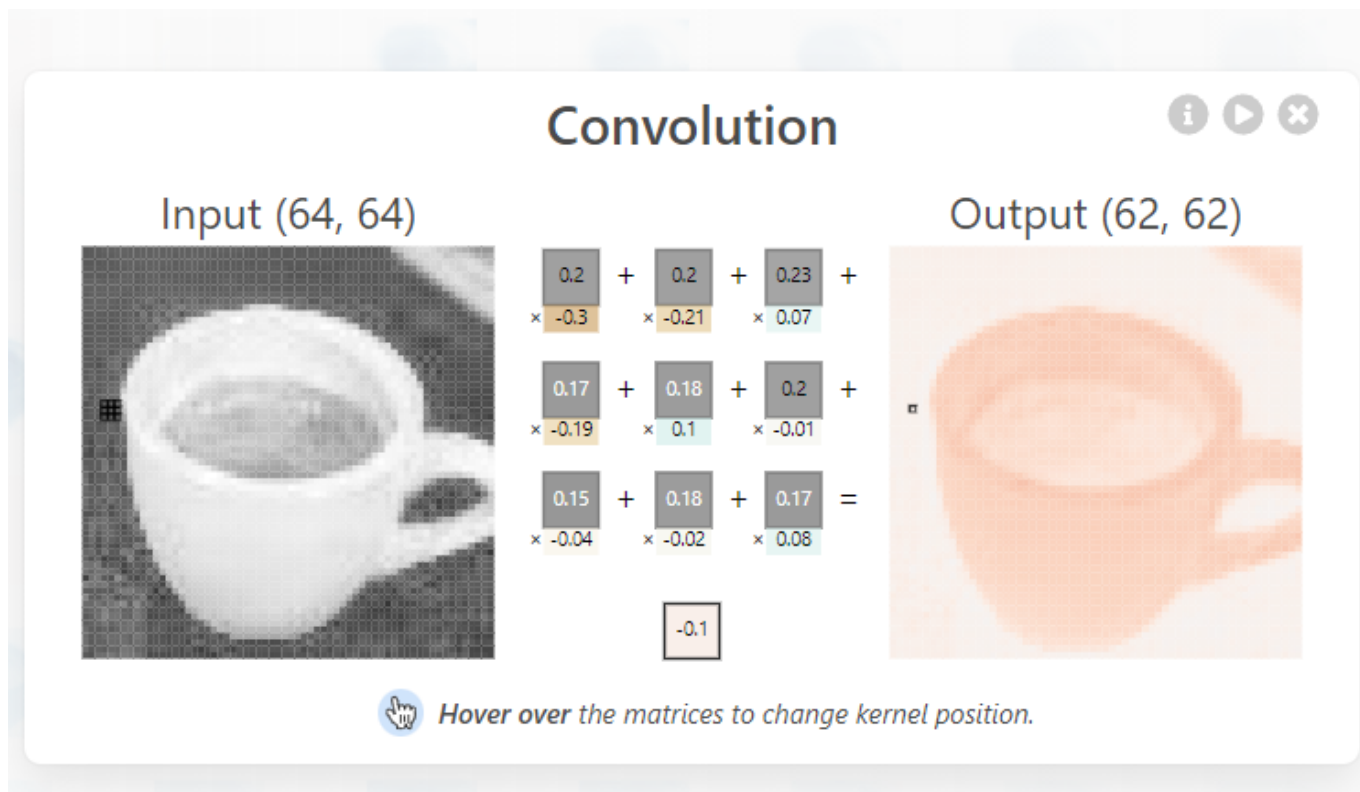 Convolution
Input (64, 64)
Output (62, 62)
0.2 + 0.2 + 0.23 +
× -0.3 × -0.21 × 0.07
0.17 + 0.18 + 0.2 +
× -0.19 × 0.1 × -0.01
0.15 + 0.18 + 0.17 =
× -0.04 × -0.02 × 0.08
-0.1
Hover over the matrices to change kernel position.